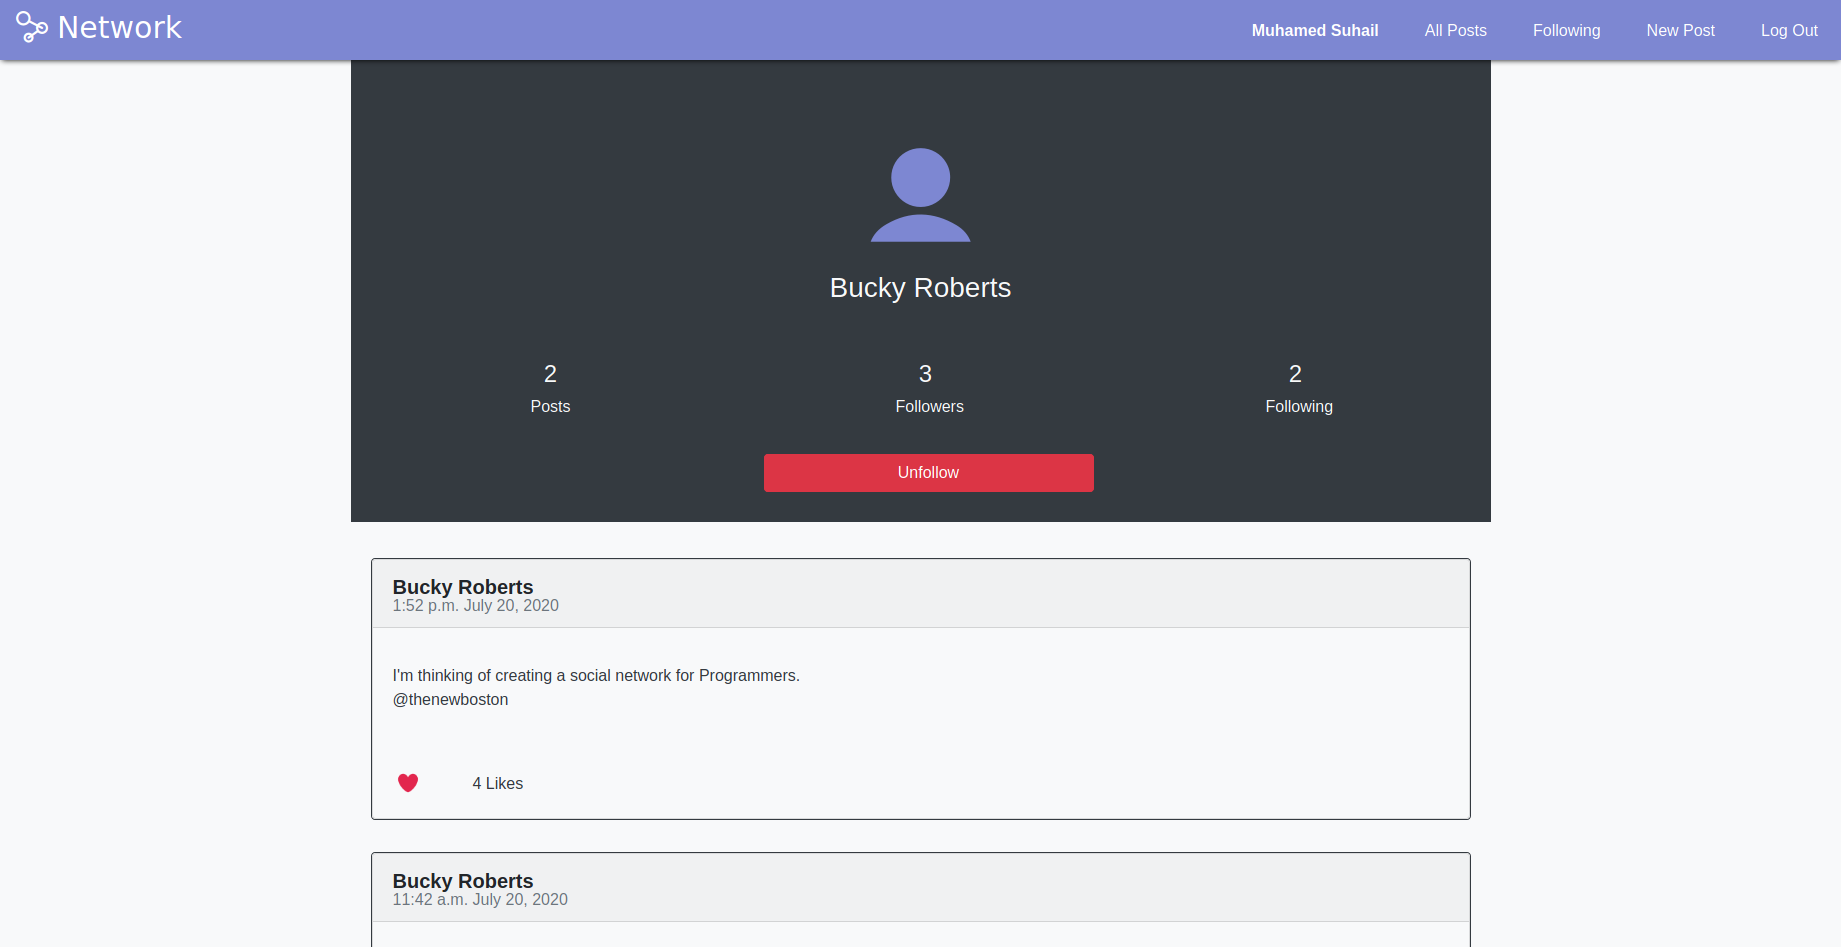 Network
Muhamed Suhail
All Posts
Following
New Post
Log Out
Bucky Roberts
2
Posts
3
Followers
2
Following
Unfollow
Bucky Roberts
1:52 p.m. July 20, 2020
I'm thinking of creating a social network for Programmers.
@thenewboston
4 Likes
Bucky Roberts
11:42 a.m. July 20, 2020